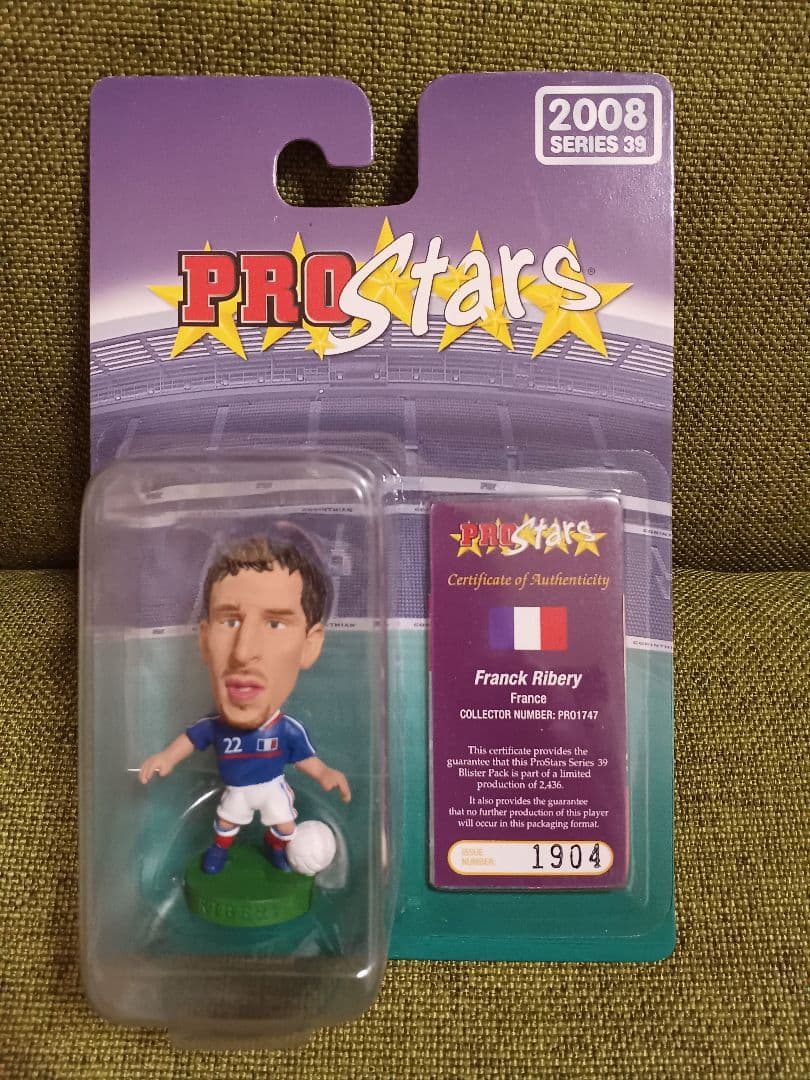 2008
SERIES 39
PROStars®
PROStars
Certificate of Authenticity
Franck Ribery
France
COLLECTOR NUMBER: PRO1747
This certificate provides the
guarantee that this ProStars Series 39
Blister Pack is part of a limited
production of 2,436.
It also provides the guarantee
that no further production of this player
will occur in this packaging format.
ISSUE
NUMBER:
1904
22
RIBERY
CORINTHIAN